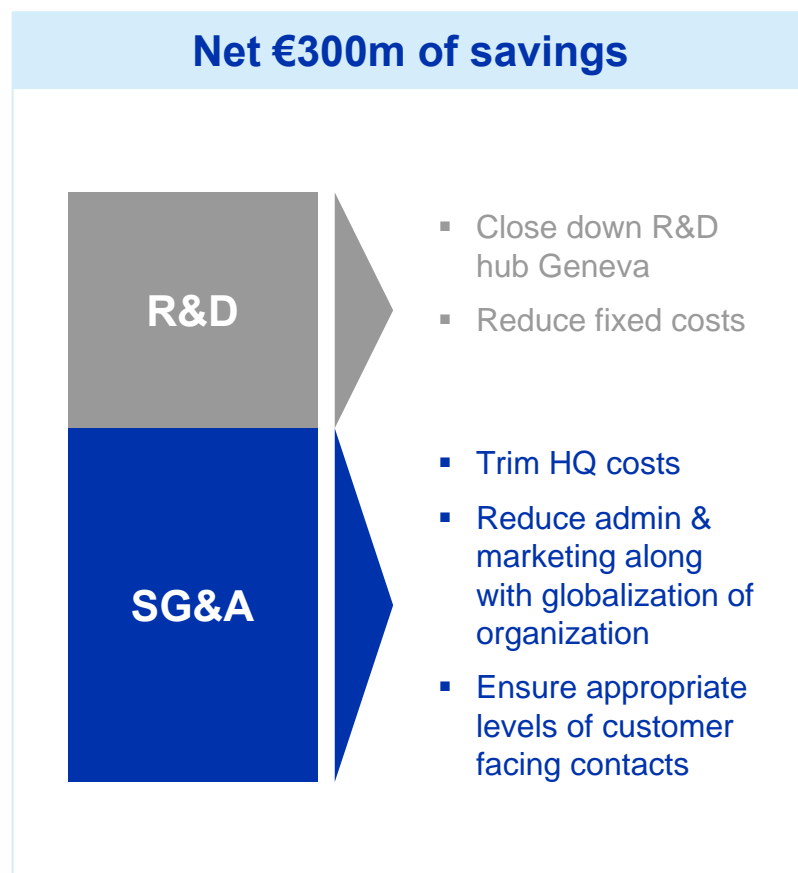 Net €300m of savings
R&D
▪ Close down R&D
hub Geneva
▪ Reduce fixed costs
SG&A
▪ Trim HQ costs
▪ Reduce admin &
marketing along
with globalization of
organization
▪ Ensure appropriate
levels of customer
facing contacts